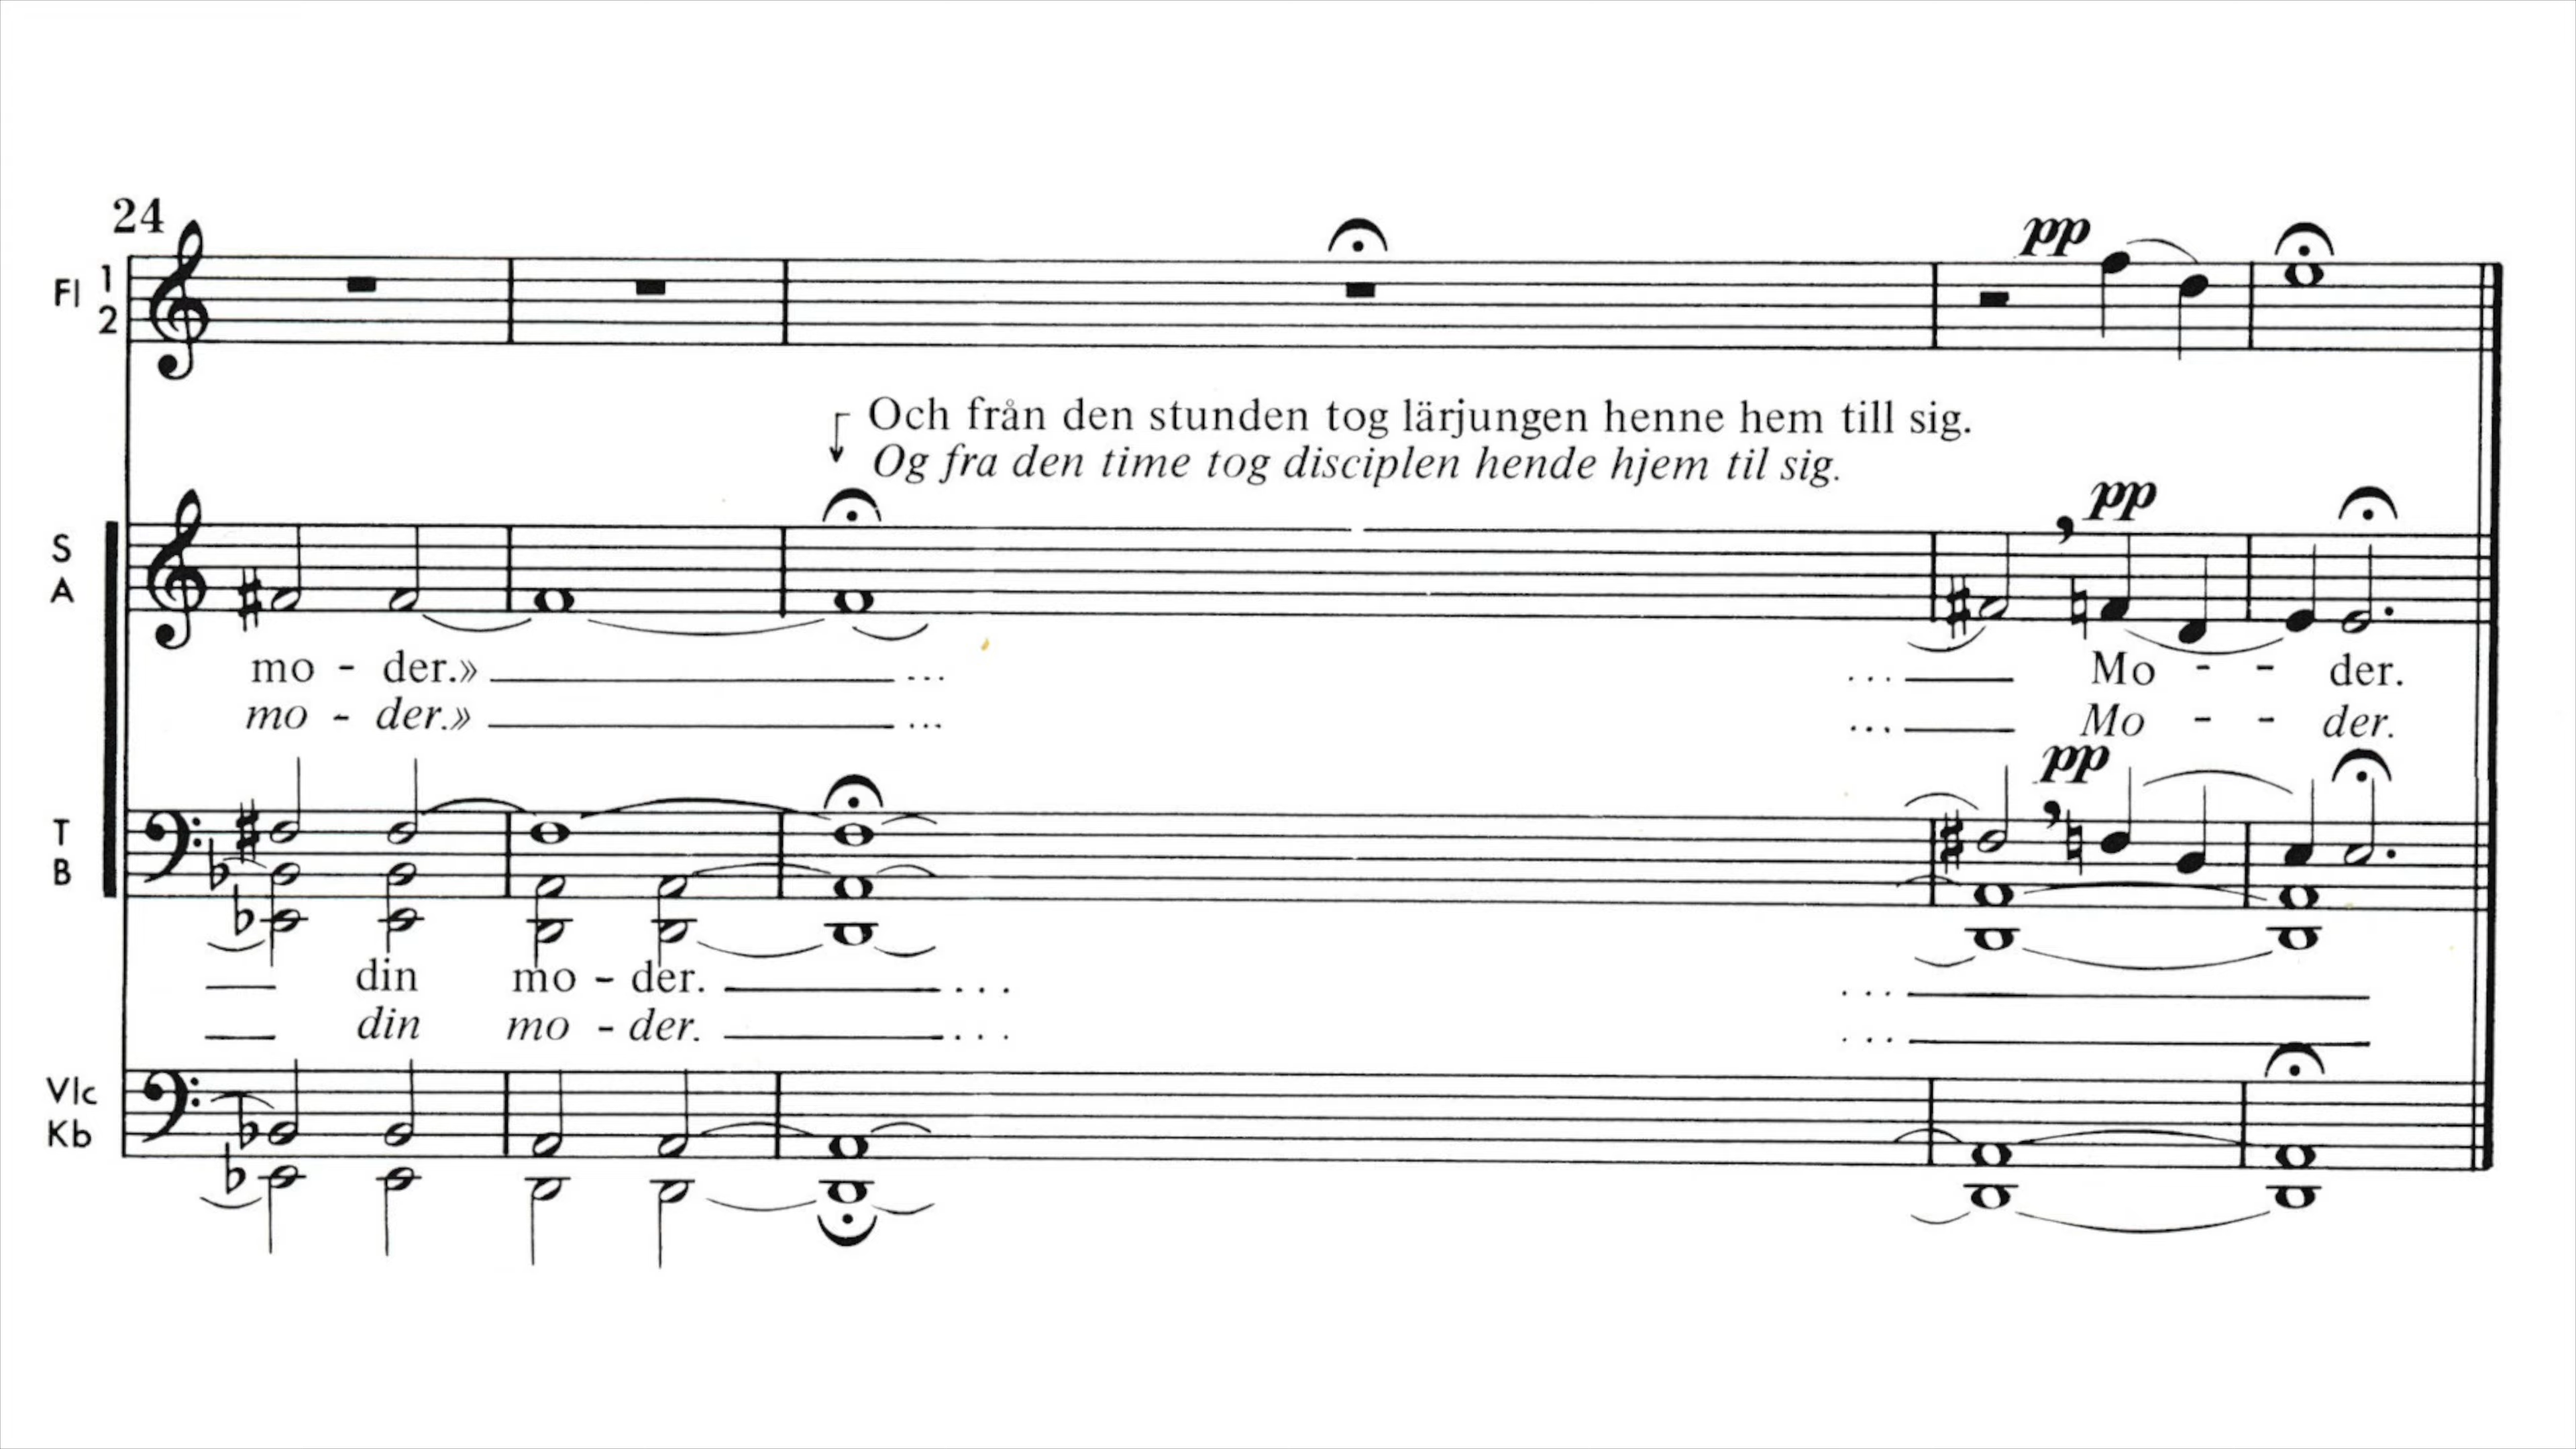 24
Fl 1
2
pp
Och från den stunden tog lärjungen henne hem till sig.
Og fra den time tog disciplen hende hjem til sig.
pp
S
A
mo - der.» ... ... Mo - - der.
mo - der.» ... ... Mo - - der.
pp
T
B
din mo - der. ... ...
din mo - der. ... ...
Vlc
Kb